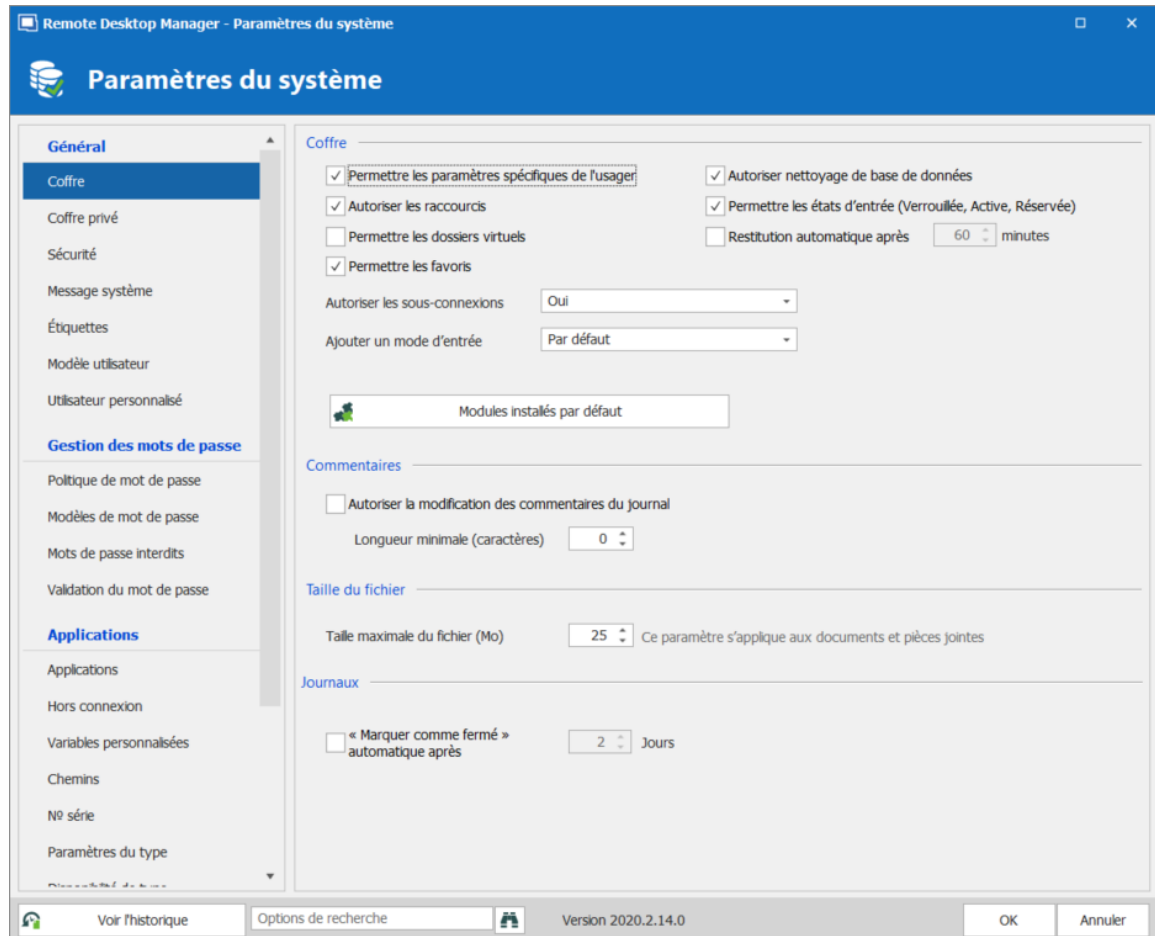 Remote Desktop Manager - Paramètres du système
Paramètres du système
Général
Coffre
Coffre privé
Sécurité
Message système
Étiquettes
Modèle utilisateur
Utilisateur personnalisé
Gestion des mots de passe
Politique de mot de passe
Modèles de mot de passe
Mots de passe interdits
Validation du mot de passe
Applications
Applications
Hors connexion
Variables personnalisées
Chemins
Nº série
Paramètres du type
Coffre
Permettre les paramètres spécifiques de l'usager
Autoriser nettoyage de base de données
Autoriser les raccourcis
Permettre les états d’entrée (Verrouillée, Active, Réservée)
Permettre les dossiers virtuels
Restitution automatique après 60 minutes
Permettre les favoris
Autoriser les sous-connexions Oui
Ajouter un mode d’entrée Par défaut
Modules installés par défaut
Commentaires
Autoriser la modification des commentaires du journal
Longueur minimale (caractères) 0
Taille du fichier
Taille maximale du fichier (Mo) 25 Ce paramètre s’applique aux documents et pièces jointes
Journaux
« Marquer comme fermé »
automatique après 2 Jours
Voir l'historique Options de recherche Version 2020.2.14.0 OK Annuler